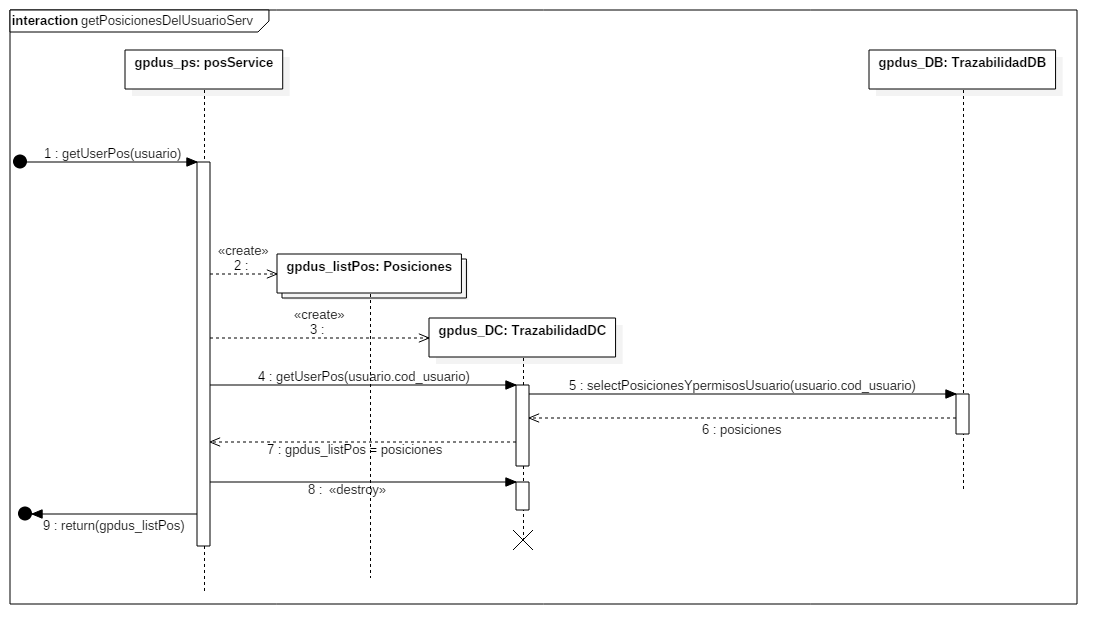 interaction getPosicionesDelUsuarioServ
gpdus_ps: posService
gpdus_DB: TrazabilidadDB
1 : getUserPos(usuario)
«create»
2 :
gpdus_listPos: Posiciones
«create»
3 :
gpdus_DC: TrazabilidadDC
4 : getUserPos(usuario.cod_usuario)
5 : selectPosicionesYpermisosUsuario(usuario.cod_usuario)
6 : posiciones
7 : gpdus_listPos = posiciones
8 : «destroy»
9 : return(gpdus_listPos)